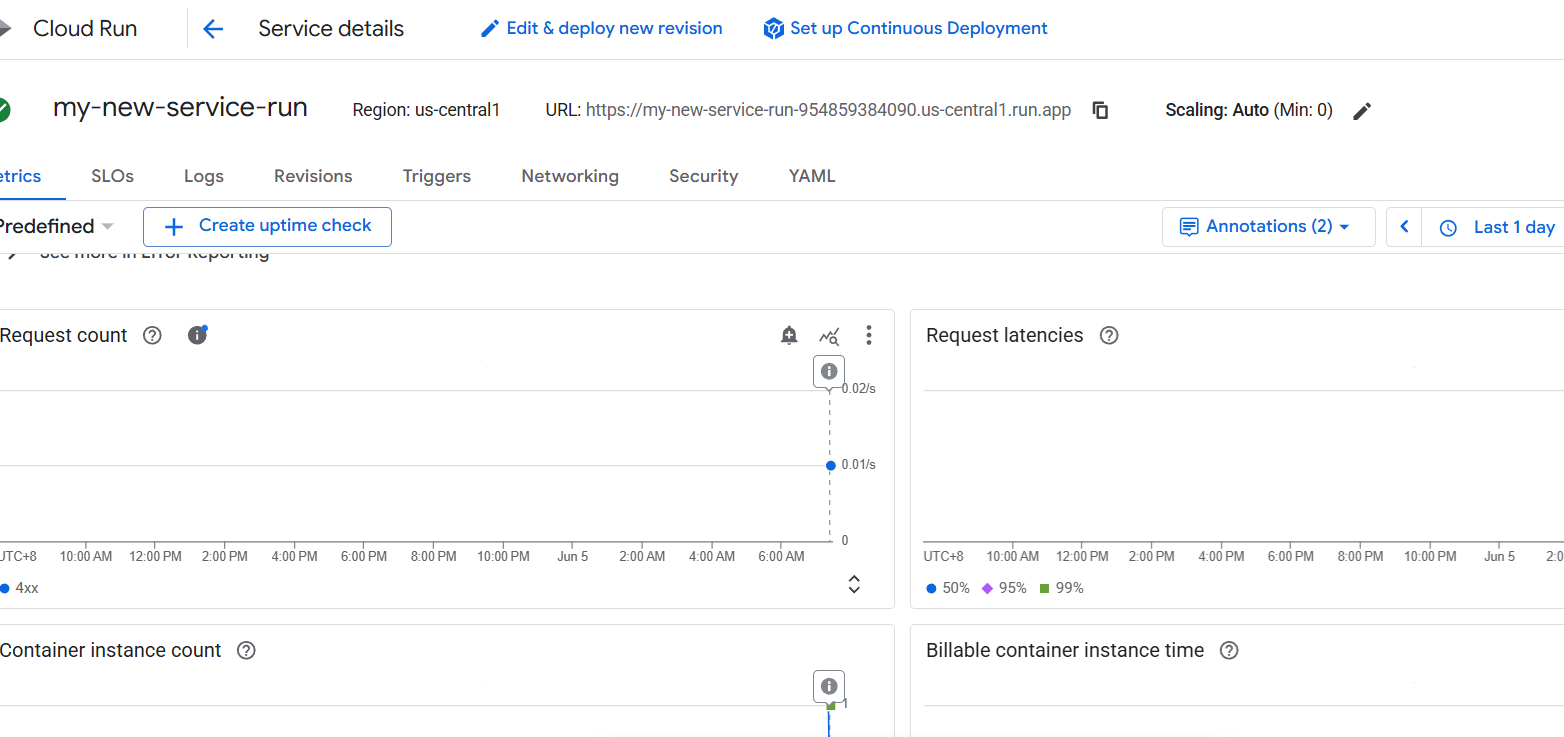 Cloud Run Service details Edit & deploy new revision Set up Continuous Deployment
my-new-service-run Region: us-central1 URL: https://my-new-service-run-954859384090.us-central1.run.app Scaling: Auto (Min: 0)
etrics SLOs Logs Revisions Triggers Networking Security YAML
Predefined Create uptime check Annotations (2) Last 1 day
See more in Error Reporting
Request count
0.02/s
0.01/s
0
UTC+8 10:00 AM 12:00 PM 2:00 PM 4:00 PM 6:00 PM 8:00 PM 10:00 PM Jun 5 2:00 AM 4:00 AM 6:00 AM
4xx
Request latencies
UTC+8 10:00 AM 12:00 PM 2:00 PM 4:00 PM 6:00 PM 8:00 PM 10:00 PM Jun 5 2:0
50% 95% 99%
Container instance count
1
Billable container instance time